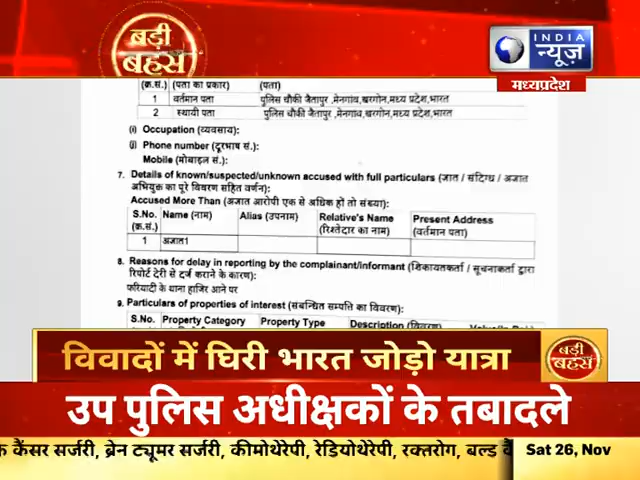 बड़ी
बहस
INDIA
न्यूज़
मध्यप्रदेश
(क्र.सं.) (पता का प्रकार) (पता)
1 वर्तमान पता पुलिस चौकी जैतापुर ,मेनगांव,खरगोन,मध्य प्रदेश,भारत
2 स्थायी पता पुलिस चौकी जैतापुर ,मेनगांव,खरगोन,मध्य प्रदेश,भारत
(i) Occupation (व्यवसाय):
(j) Phone number (दूरभाष सं.):
Mobile (मोबाइल सं.):
7. Details of known/suspected/unknown accused with full particulars (ज्ञात / संदिग्ध / अज्ञात
अभियुक्त का पूरे विवरण सहित वर्णन):
Accused More Than (अज्ञात आरोपी एक से अधिक हों तो संख्या):
S.No. Name (नाम) Alias (उपनाम) Relative's Name Present Address
(क्र.सं.) (रिश्तेदार का नाम) (वर्तमान पता)
1 अज्ञात1
8. Reasons for delay in reporting by the complainant/informant (शिकायतकर्ता / सूचनाकर्ता द्वारा
रिपोर्ट देरी से दर्ज कराने के कारण):
फरियादी के थाना हाजिर आने पर
9. Particulars of properties of interest (संबन्धित सम्पत्ति का विवरण):
S.No. Property Category Property Type Description (विवरण)
विवादों में घिरी भारत जोड़ो यात्रा
बड़ी
बहस
उप पुलिस अधीक्षकों के तबादले
कैंसर सर्जरी, ब्रेन ट्यूमर सर्जरी, कीमोथेरेपी, रेडियोथेरेपी, रक्तरोग, बल्ड
Sat 26, Nov